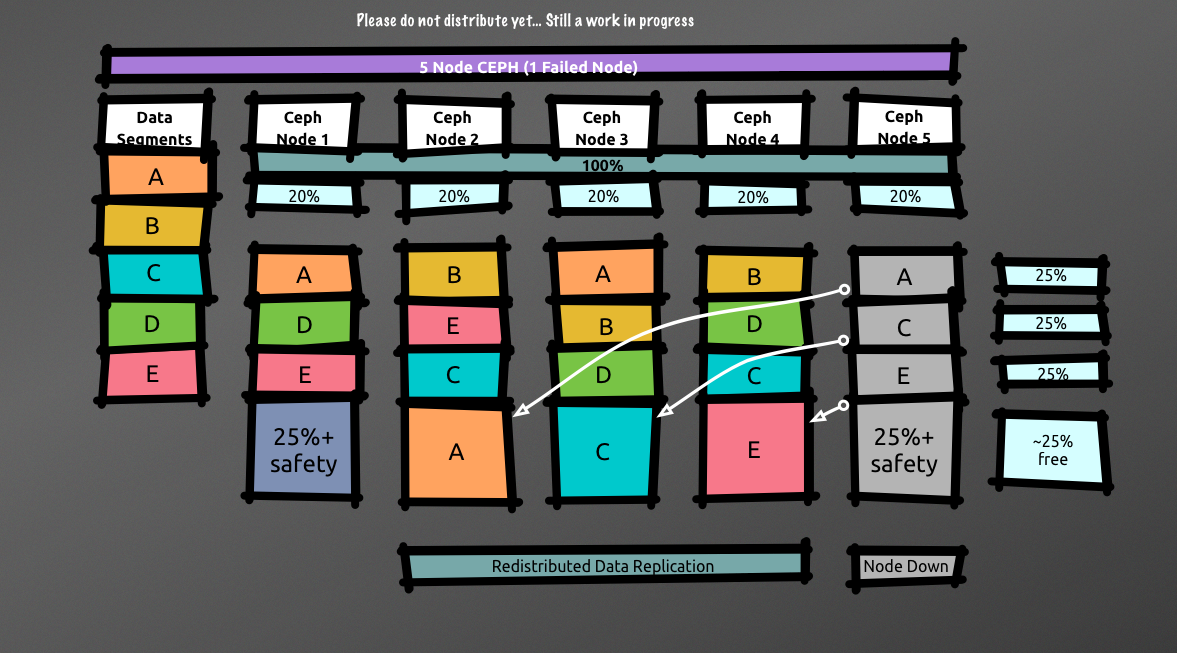 Please do not distribute yet... Still a work in progress
5 Node CEPH (1 Failed Node)
Data
Segments
Ceph
Node 1
Ceph
Node 2
Ceph
Node 3
Ceph
Node 4
Ceph
Node 5
100%
20%
20%
20%
20%
20%
A
B
C
D
E
A
D
E
25%+
safety
B
E
C
A
A
B
D
C
B
D
C
E
A
C
E
25%+
safety
25%
25%
25%
~25%
free
Redistributed Data Replication
Node Down